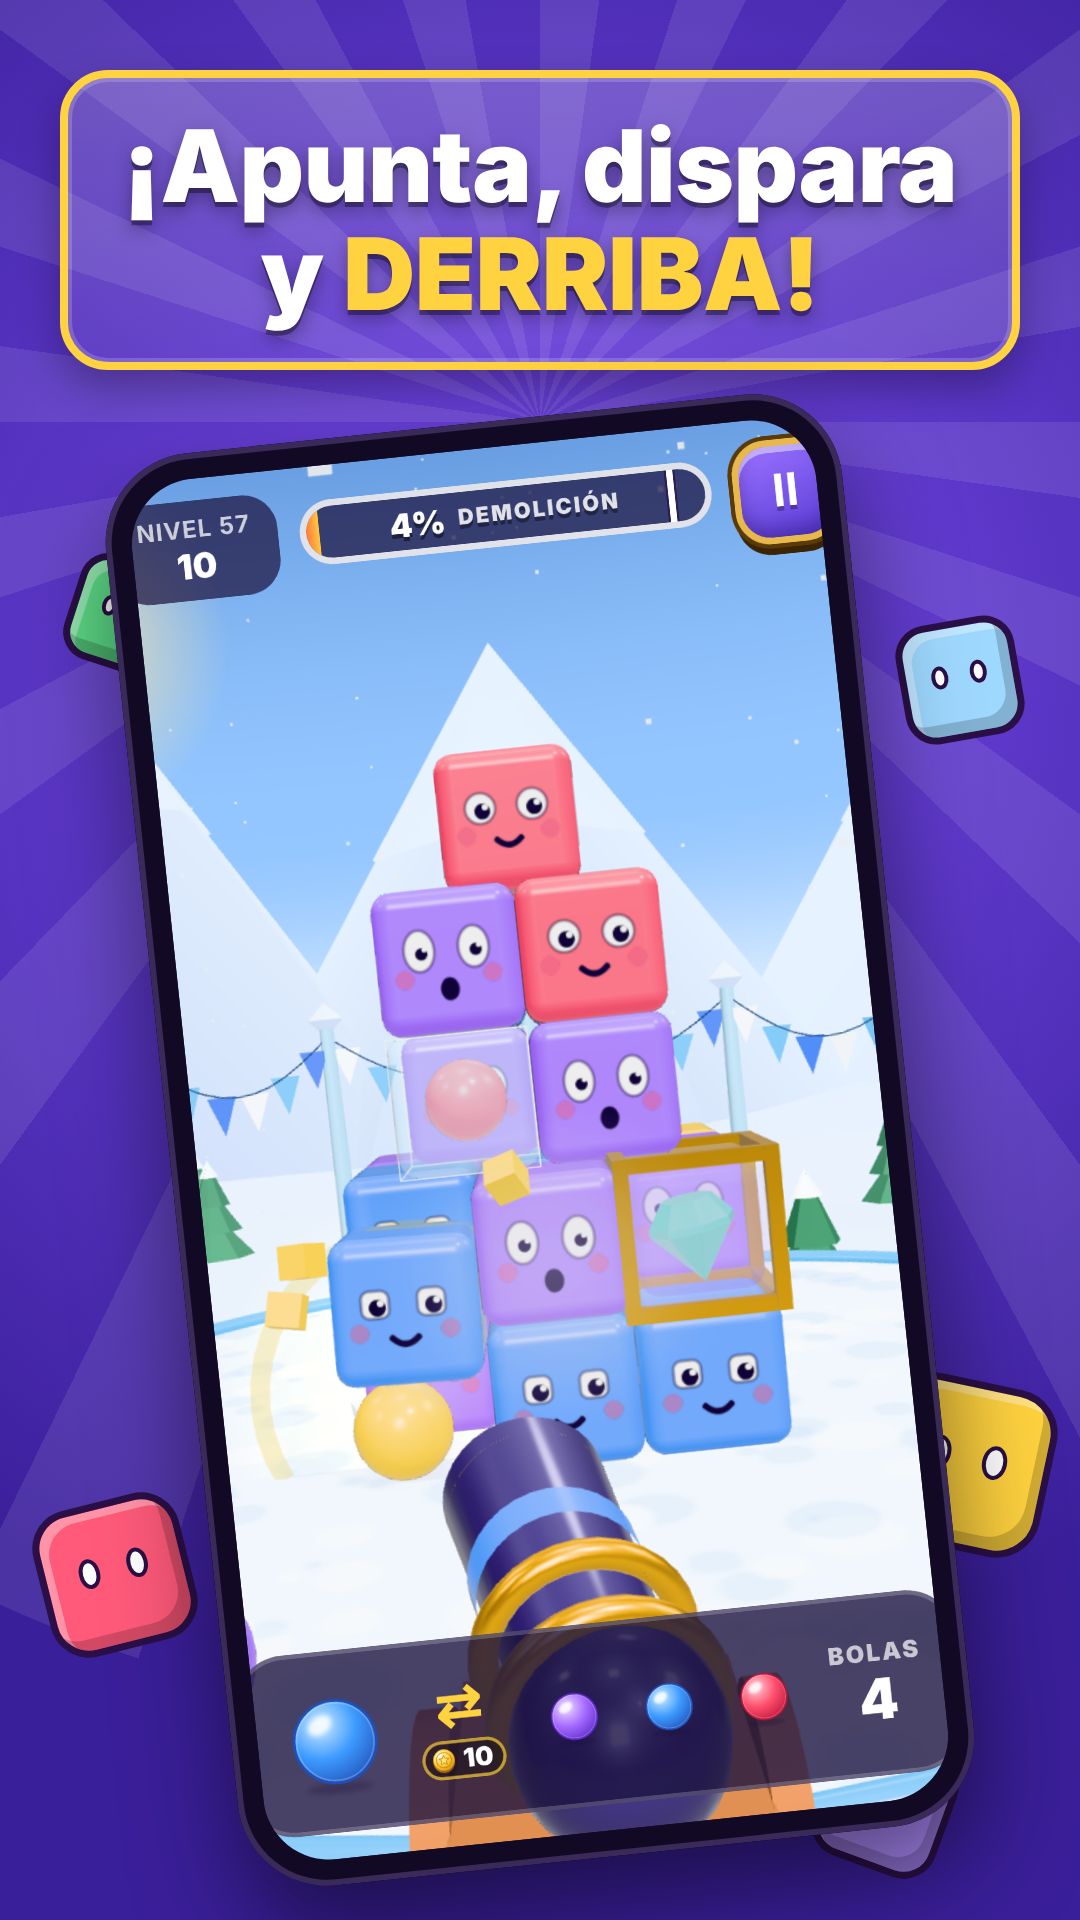 ¡Apunta, dispara
y DERRIBA!
NIVEL 57
10
4% DEMOLICIÓN
10
BOLAS
4